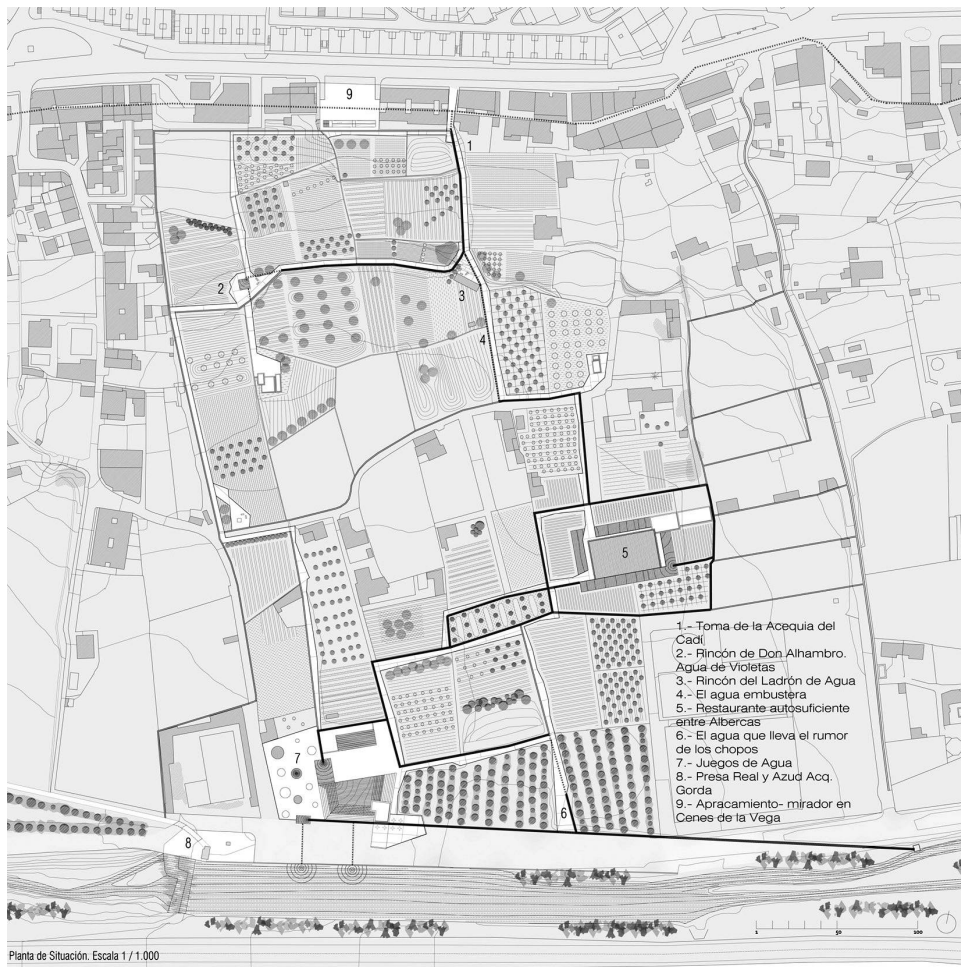 9
1
2
3
4
5
1.- Toma de la Acequia del
Cadí
2.- Rincón de Don Alhambro.
Agua de Violetas
3.- Rincón del Ladrón de Agua
4.- El agua embustera
5.- Restaurante autosuficiente
entre Albercas
6.- El agua que lleva el rumor
de los chopos
7.- Juegos de Agua
8.- Presa Real y Azud Acq.
Gorda
9.- Apracamiento- mirador en
Cenes de la Vega
7
6
8
1 50 100
Planta de Situación. Escala 1 / 1.000